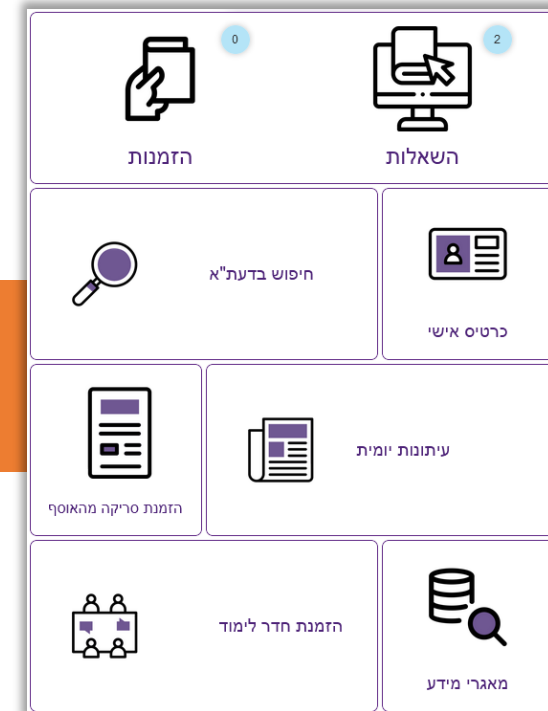 2
השאלות
0
הזמנות
כרטיס אישי
חיפוש בדעת"א
עיתונות יומית
הזמנת סריקה מהאוסף
מאגרי מידע
הזמנת חדר לימוד